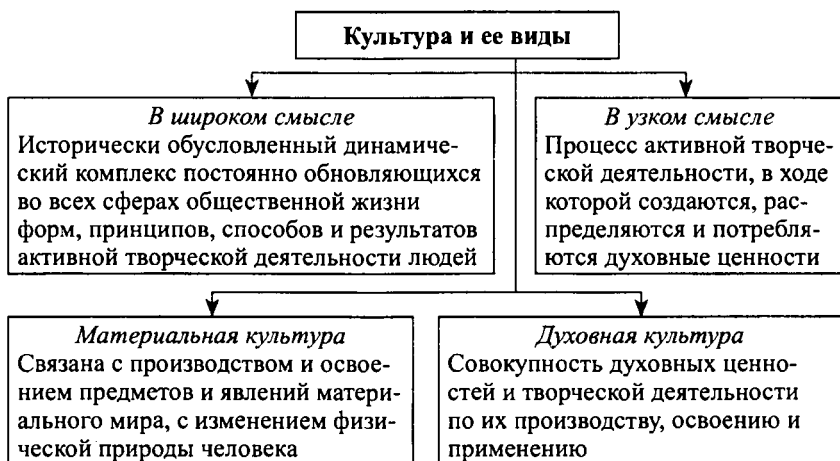 Культура и ее виды
В широком смысле
Исторически обусловленный динамиче-
ский комплекс постоянно обновляющихся
во всех сферах общественной жизни
форм, принципов, способов и результатов
активной творческой деятельности людей
В узком смысле
Процесс активной творче-
ской деятельности, в ходе
которой создаются, рас-
пределяются и потребля-
ются духовные ценности
Материальная культура
Связана с производством и освое-
нием предметов и явлений матери-
ального мира, с изменением физи-
ческой природы человека
Духовная культура
Совокупность духовных ценно-
стей и творческой деятельности
по их производству, освоению и
применению